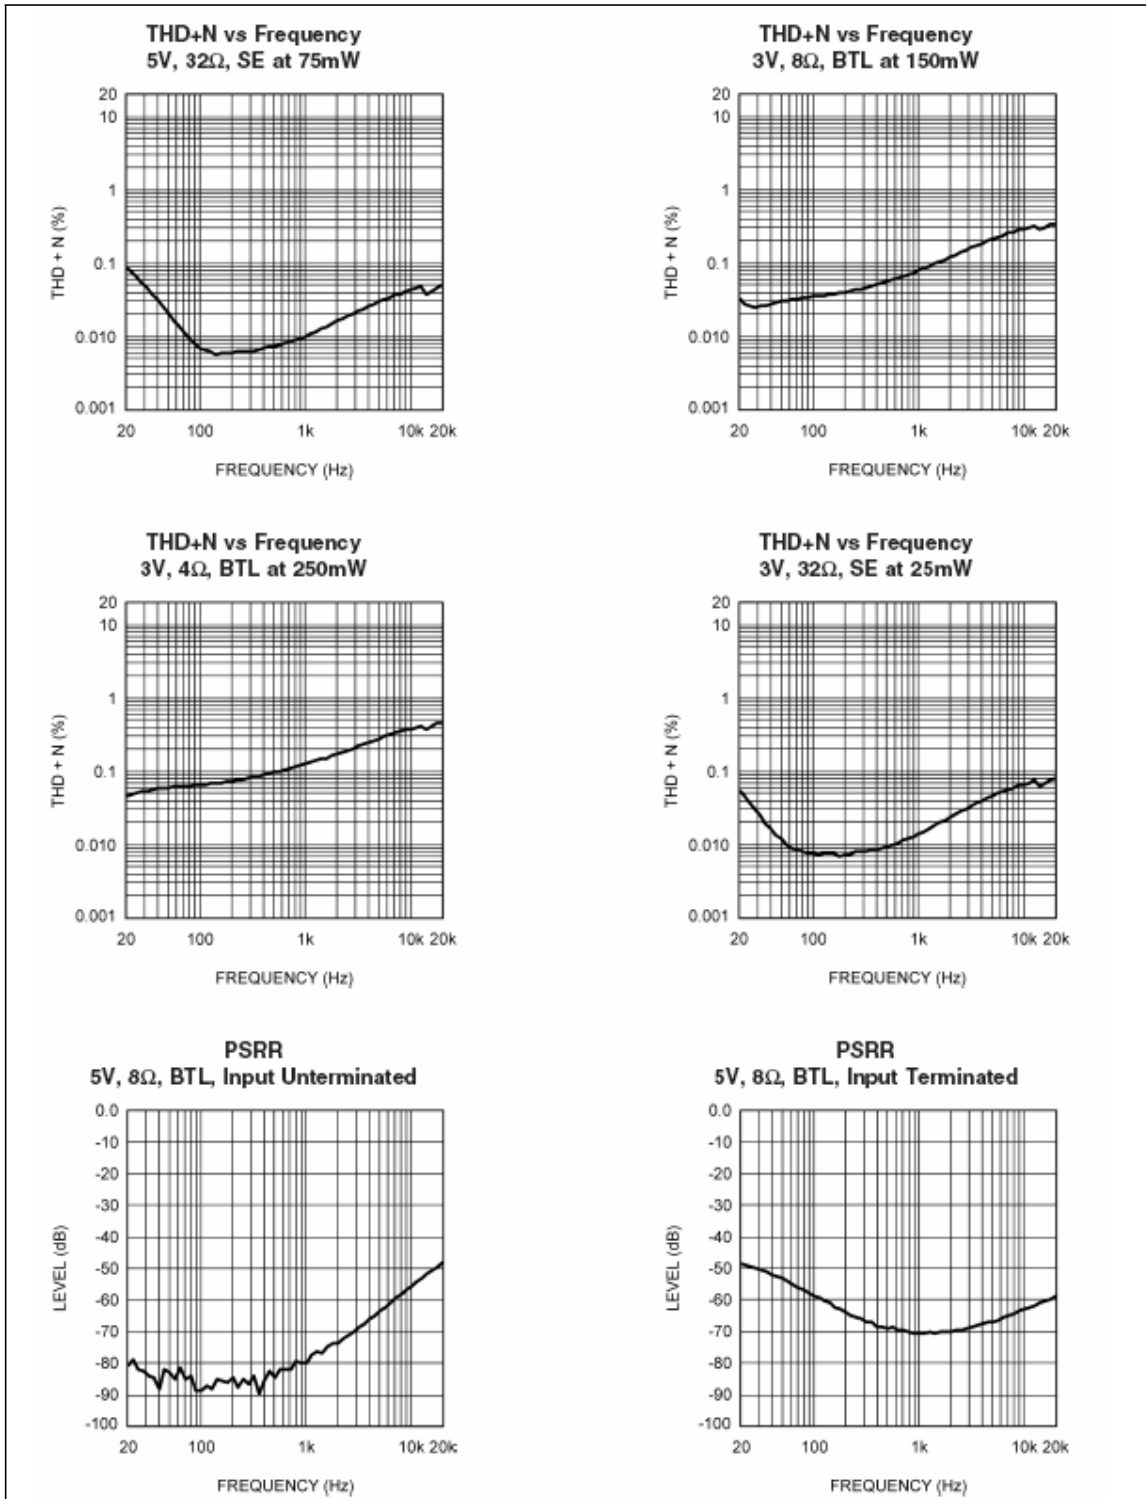 THD+N vs Frequency
5V, 32Ω, SE at 75mW
20
10
1
0.1
0.010
0.001
THD + N (%)
20 100 1k 10k 20k
FREQUENCY (Hz)
THD+N vs Frequency
3V, 8Ω, BTL at 150mW
20
10
1
0.1
0.010
0.001
THD + N (%)
20 100 1k 10k 20k
FREQUENCY (Hz)
THD+N vs Frequency
3V, 4Ω, BTL at 250mW
20
10
1
0.1
0.010
0.001
THD + N (%)
20 100 1k 10k 20k
FREQUENCY (Hz)
THD+N vs Frequency
3V, 32Ω, SE at 25mW
20
10
1
0.1
0.010
0.001
THD + N (%)
20 100 1k 10k 20k
FREQUENCY (Hz)
PSRR
5V, 8Ω, BTL, Input Unterminated
0.0
-10
-20
-30
-40
-50
-60
-70
-80
-90
-100
LEVEL (dB)
20 100 1k 10k 20k
FREQUENCY (Hz)
PSRR
5V, 8Ω, BTL, Input Terminated
0.0
-10
-20
-30
-40
-50
-60
-70
-80
-90
-100
LEVEL (dB)
20 100 1k 10k 20k
FREQUENCY (Hz)